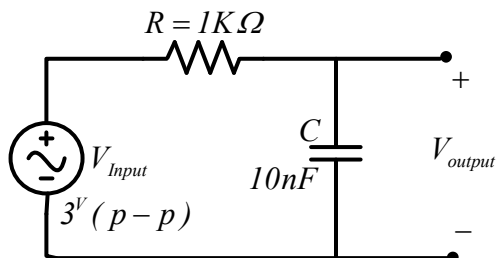 R = 1KΩ
+
C
V_Input
V_output
10nF
3^V (p - p)
−